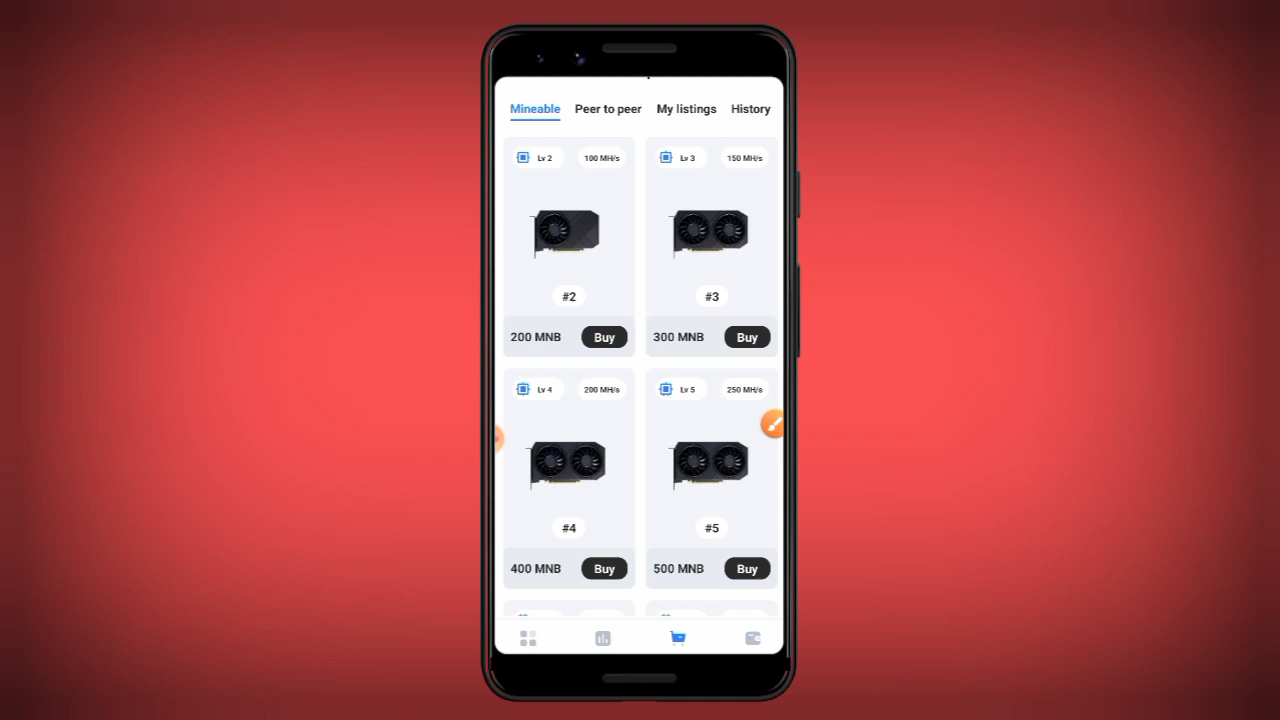 Mineable Peer to peer My listings History
Lv 2 100 MH/s Lv 3 150 MH/s
#2 #3
200 MNB Buy 300 MNB Buy
Lv 4 200 MH/s Lv 5 250 MH/s
#4 #5
400 MNB Buy 500 MNB Buy